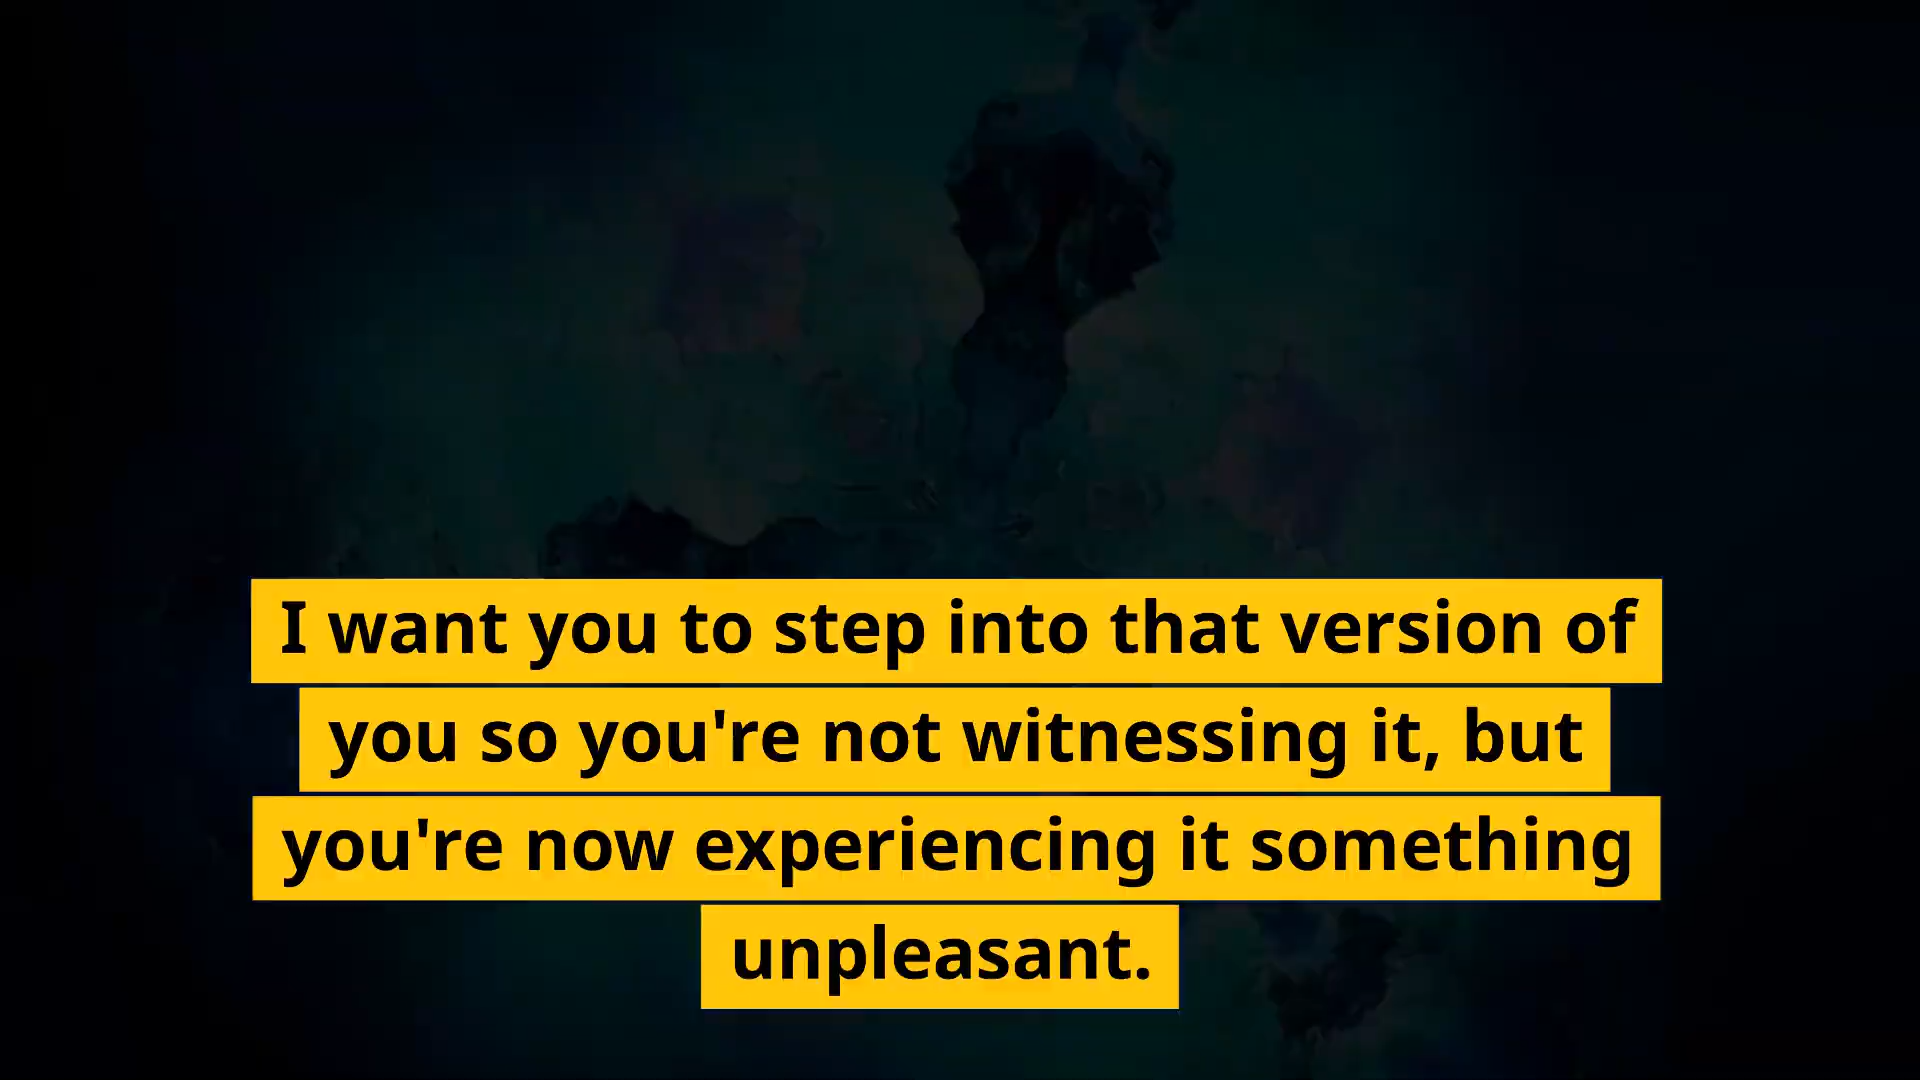 I want you to step into that version of
you so you're not witnessing it, but
you're now experiencing it something
unpleasant.